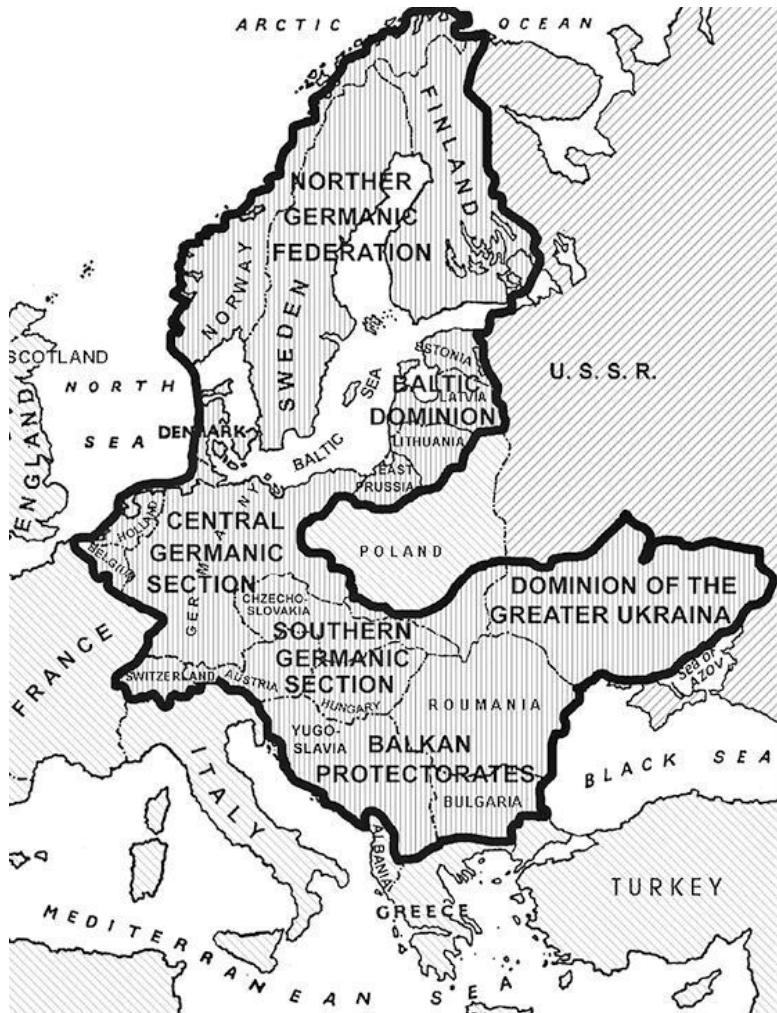 ARCTIC OCEAN
FINLAND
NORTHER
GERMANIC
FEDERATION
NORWAY
SWEDEN
SCOTLAND
NORTH
SEA
ENGLAND
DENMARK
BALTIC
SEA
ESTONIA
BALTIC
LATVIA
DOMINION
LITHUANIA
EAST
PRUSSIA
U. S. S. R.
HOLLAND
BELGIUM
GERMANY
CENTRAL
GERMANIC
SECTION
POLAND
DOMINION OF THE
GREATER UKRAINA
CHZECHO-
SLOVAKIA
SOUTHERN
GERMANIC
SECTION
FRANCE
SWITZERLAND
AUSTRIA
HUNGARY
ROUMANIA
Sea of
AZOV
YUGO-
SLAVIA
BALKAN
PROTECTORATES
BULGARIA
BLACK SEA
ITALY
ALBANIA
GREECE
TURKEY
MEDITERRANEAN SEA